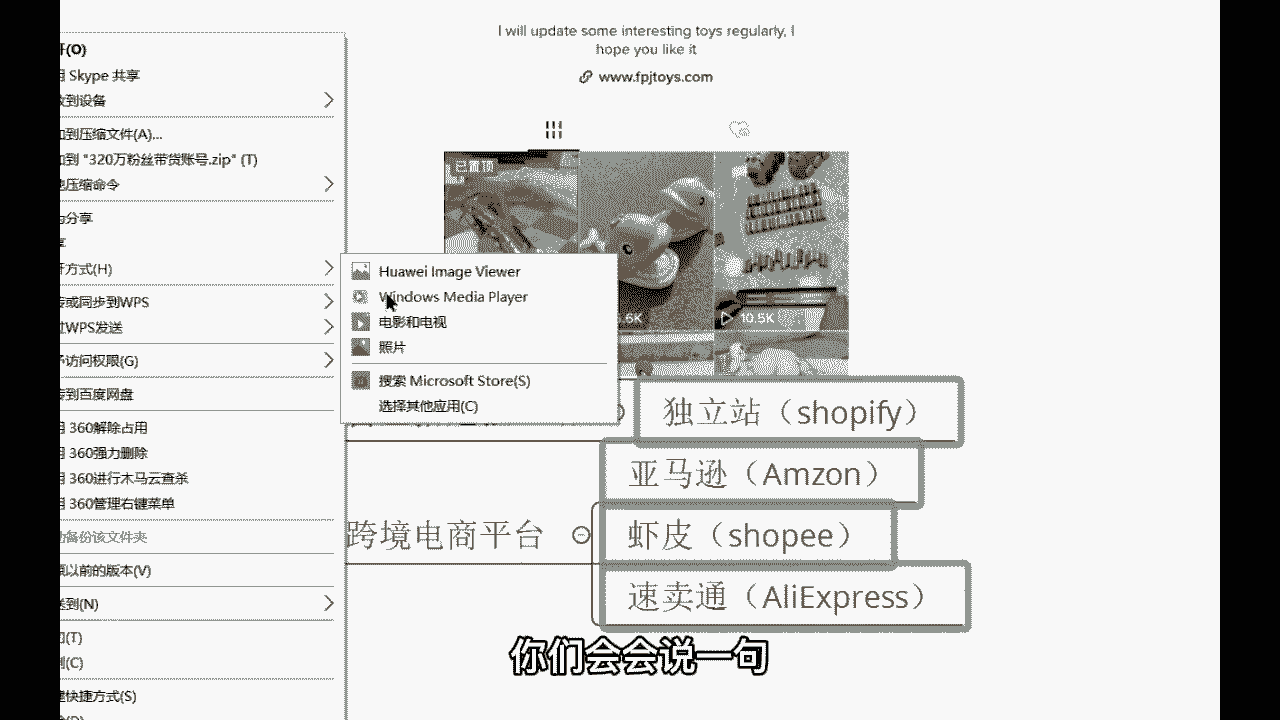 I will update some interesting toys regularly, I
hope you like it
www.fpjtoys.com
开(O)
用 Skype 共享
收到设备
加到压缩文件(A)...
加到 "320万粉丝带货账号.zip" (T)
他压缩命令
为分享
享
开方式(H)
传或同步到WPS
过WPS发送
予访问权限(G)
传到百度网盘
用 360解除占用
用 360强力删除
用 360进行木马云查杀
用 360管理右键菜单
动备份该文件夹
原以前的版本(V)
送到(N)
切(T)
制(C)
建快捷方式(S)
Huawei Image Viewer
Windows Media Player
电影和电视
照片
搜索 Microsoft Store(S)
选择其他应用(C)
已置顶
10.5K
独立站（shopify）
亚马逊（Amzon）
跨境电商平台
虾皮（shopee）
速卖通（AliExpress）
你们会会说一句